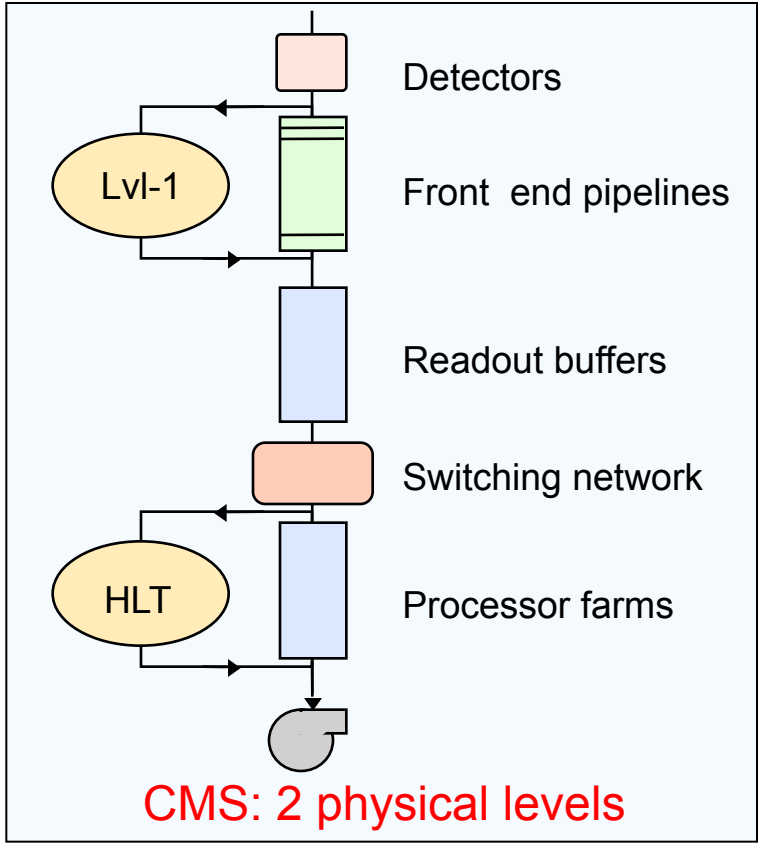 Detectors
Lvl-1
Front end pipelines
Readout buffers
Switching network
HLT
Processor farms
CMS: 2 physical levels